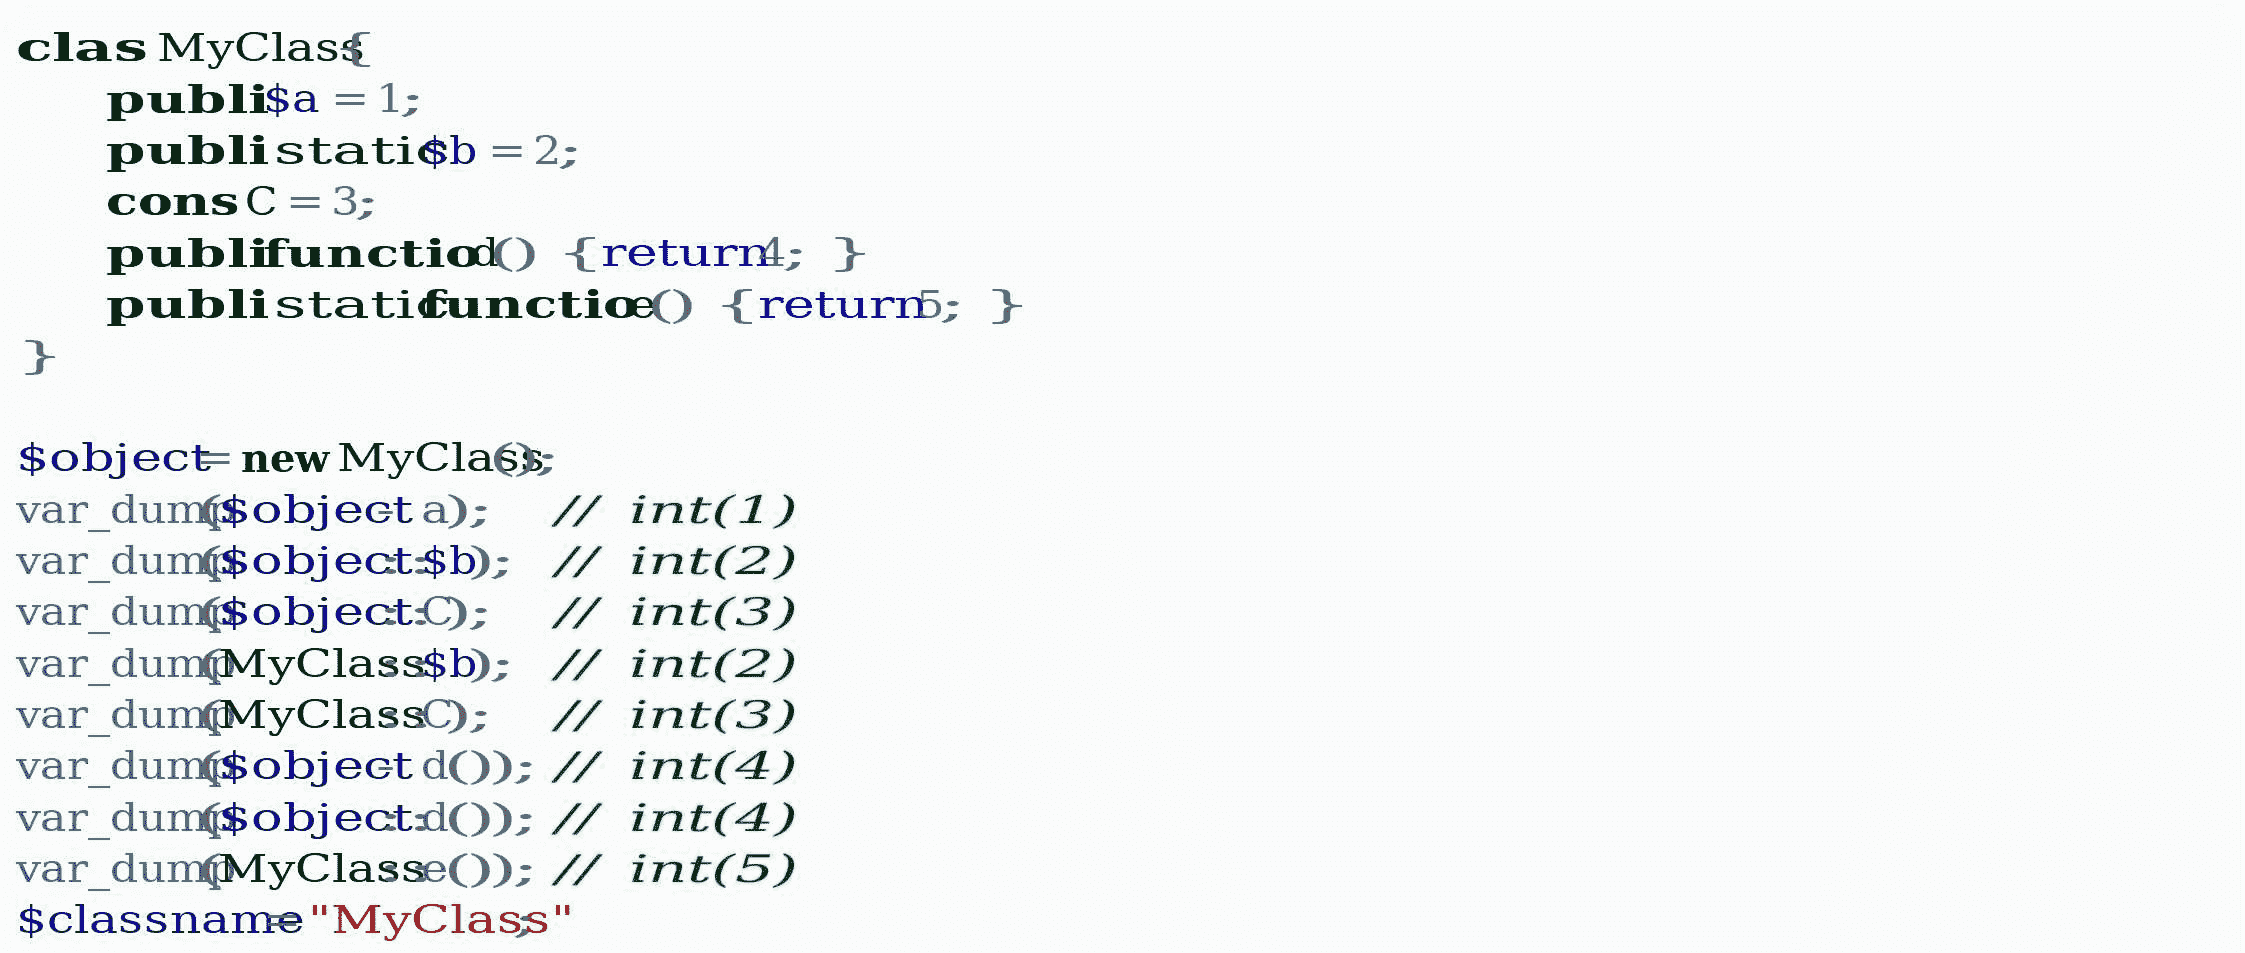 clas MyClass {
publi $a = 1;
publi static $b = 2;
cons C = 3;
publi functio d() { return 4; }
publi static functio e() { return 5; }
}
$object = new MyClass();
var_dump($object- a); // int(1)
var_dump($object::$b); // int(2)
var_dump($object::C); // int(3)
var_dump(MyClass::$b); // int(2)
var_dump(MyClass::C); // int(3)
var_dump($object- d()); // int(4)
var_dump($object::d()); // int(4)
var_dump(MyClass::e()); // int(5)
$classname = "MyClass";